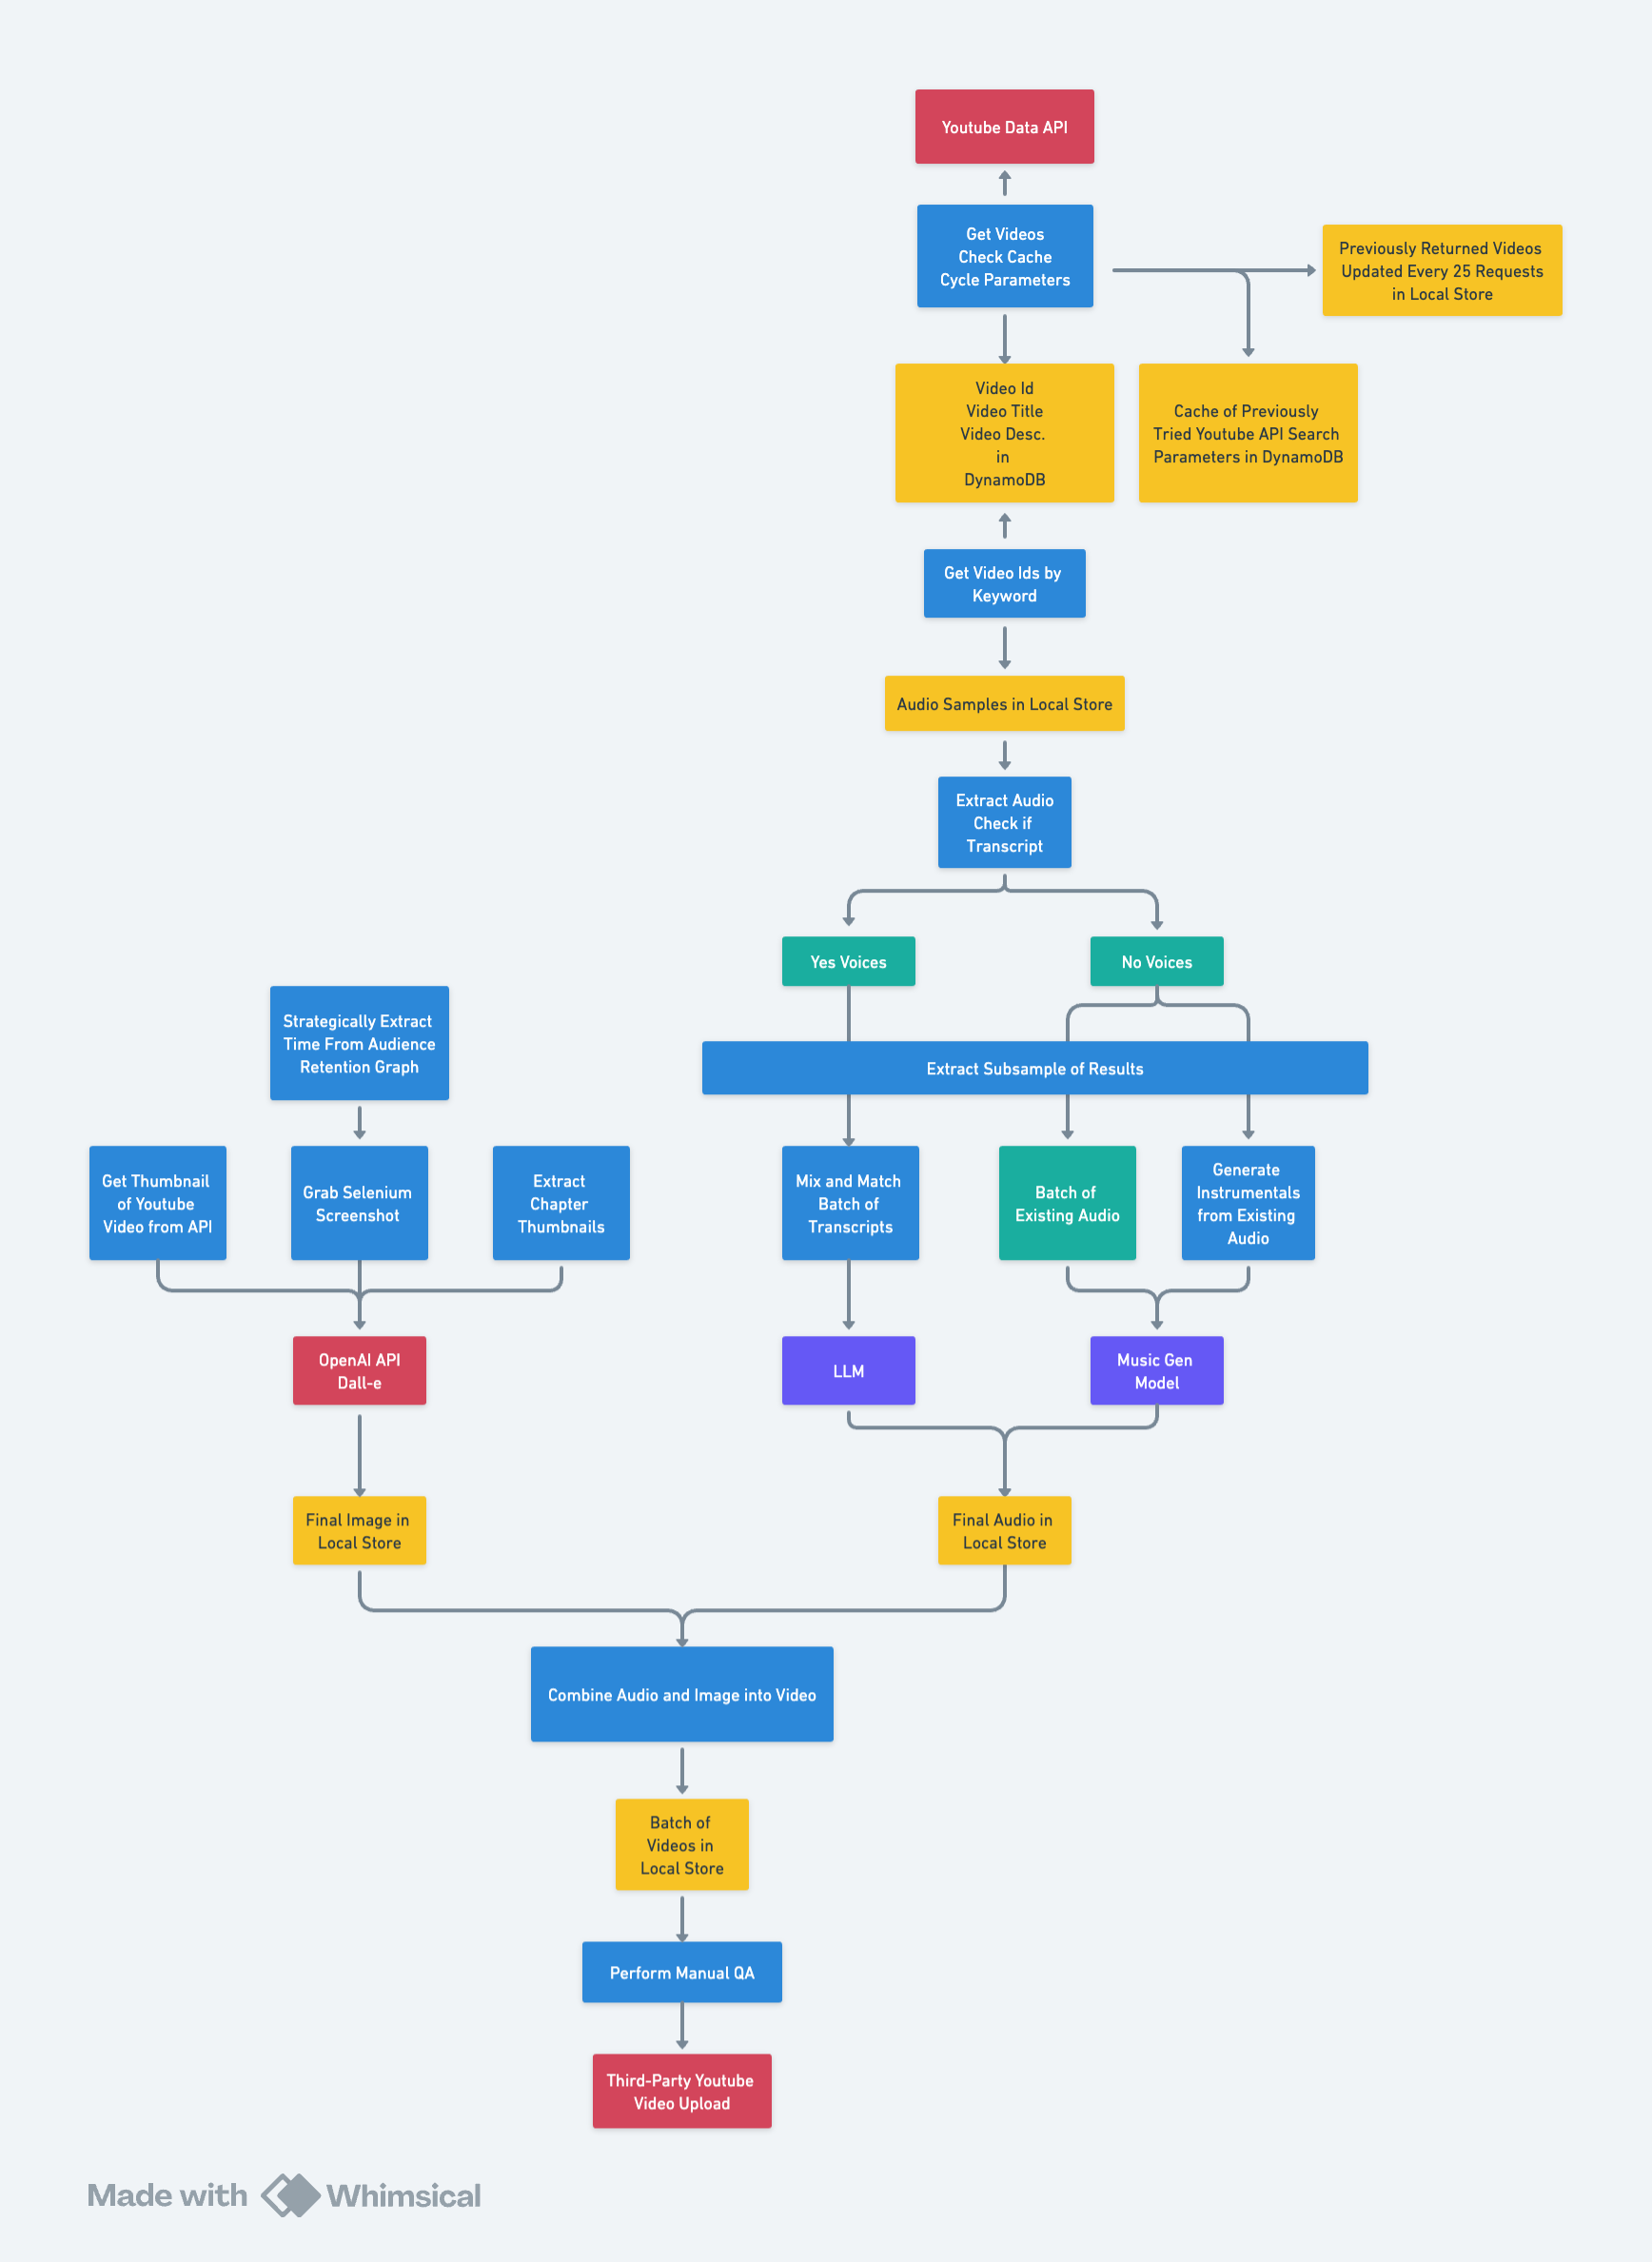 Youtube Data API
Get Videos
Check Cache
Cycle Parameters
Previously Returned Videos
Updated Every 25 Requests
in Local Store
Video Id
Video Title
Video Desc.
in
DynamoDB
Cache of Previously
Tried Youtube API Search
Parameters in DynamoDB
Get Video Ids by
Keyword
Audio Samples in Local Store
Extract Audio
Check if
Transcript
Yes Voices
No Voices
Strategically Extract
Time From Audience
Retention Graph
Extract Subsample of Results
Get Thumbnail
of Youtube
Video from API
Grab Selenium
Screenshot
Extract
Chapter
Thumbnails
Mix and Match
Batch of
Transcripts
Batch of
Existing Audio
Generate
Instrumentals
from Existing
Audio
OpenAI API
Dall-e
LLM
Music Gen
Model
Final Image in
Local Store
Final Audio in
Local Store
Combine Audio and Image into Video
Batch of
Videos in
Local Store
Perform Manual QA
Third-Party Youtube
Video Upload
Made with Whimsical